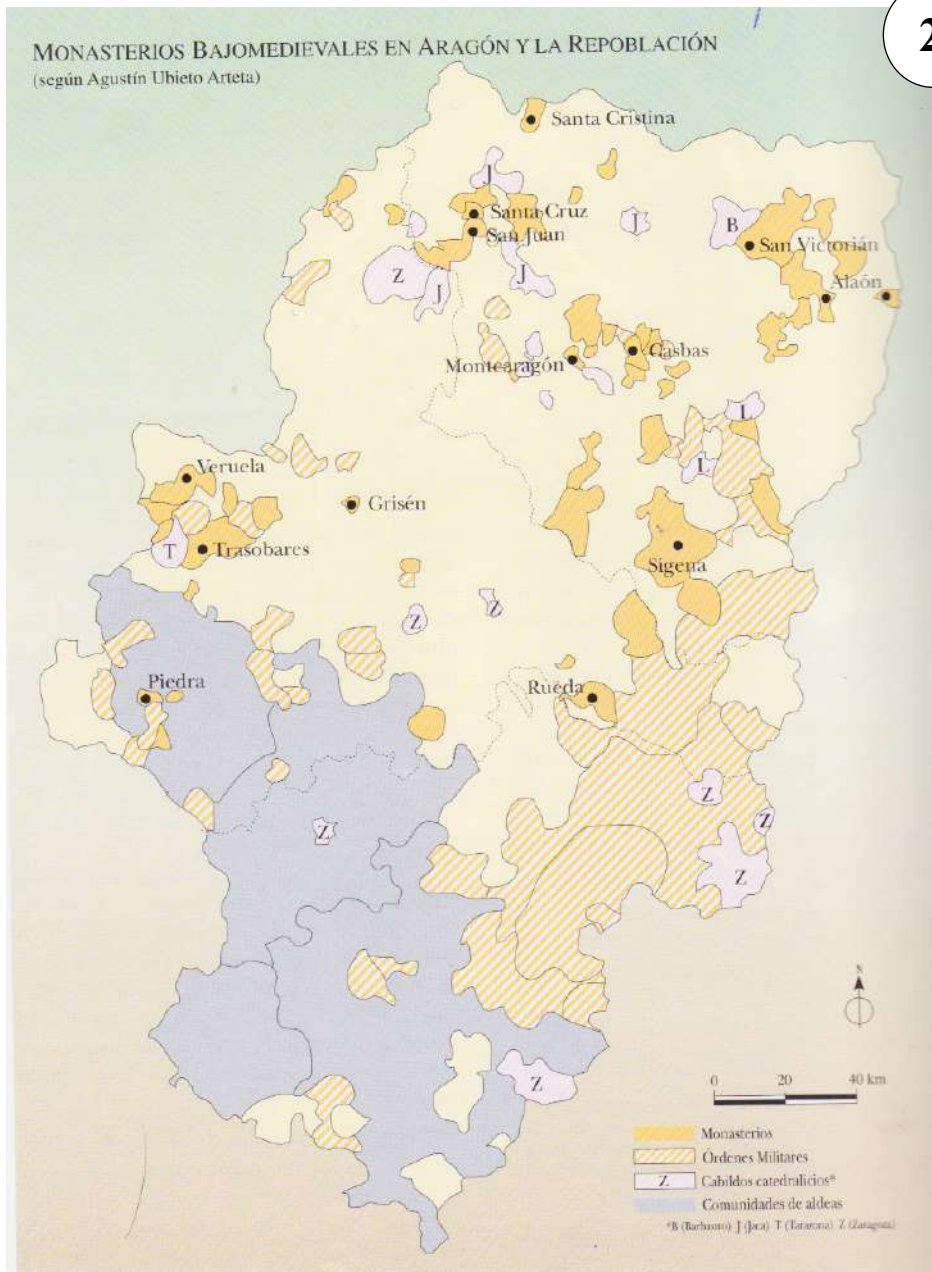 MONASTERIOS BAJOMEDIEVALES EN ARAGÓN Y LA REPOBLACIÓN
(según Agustín Ubieto Arteta)
2
Santa Cristina
J
Santa Cruz
San Juan
J
B
San Victorián
Z
J
J
Alaón
Montearagón
Casbas
L
L
Veruela
Grisén
T
Trasobares
Sigena
Z
Z
Piedra
Rueda
Z
Z
Z
Z
Z
N
0 20 40 km
Monasterios
Órdenes Militares
Z Cabildos catedralicios*
Comunidades de aldeas
*B (Barbastro) J (Jaca) T (Tarazona) Z (Zaragoza)